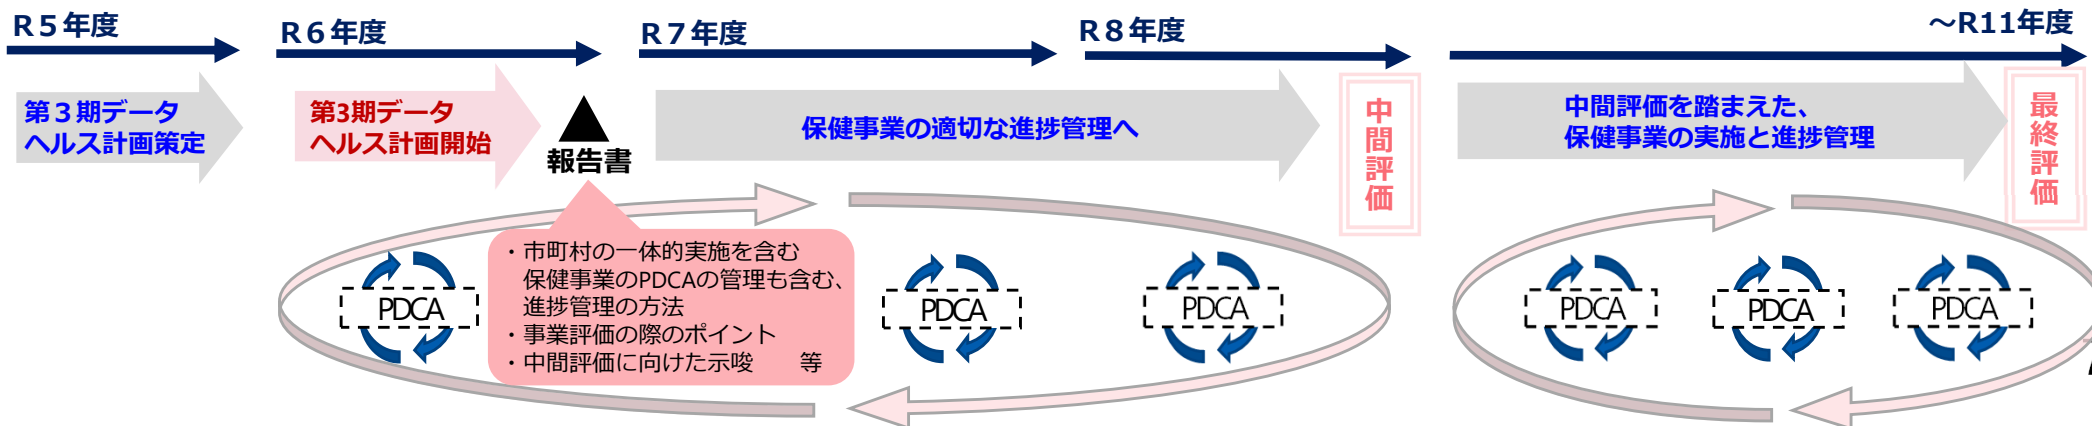 R５年度
R６年度
R７年度
R８年度
～R11年度
第３期データ
ヘルス計画策定
第3期データ
ヘルス計画開始
報告書
保健事業の適切な進捗管理へ
中間評価
中間評価を踏まえた、
保健事業の実施と進捗管理
最終評価
・市町村の一体的実施を含む
保健事業のPDCAの管理も含む、
進捗管理の方法
・事業評価の際のポイント
・中間評価に向けた示唆　　等
PDCA
PDCA
PDCA
PDCA
PDCA
PDCA